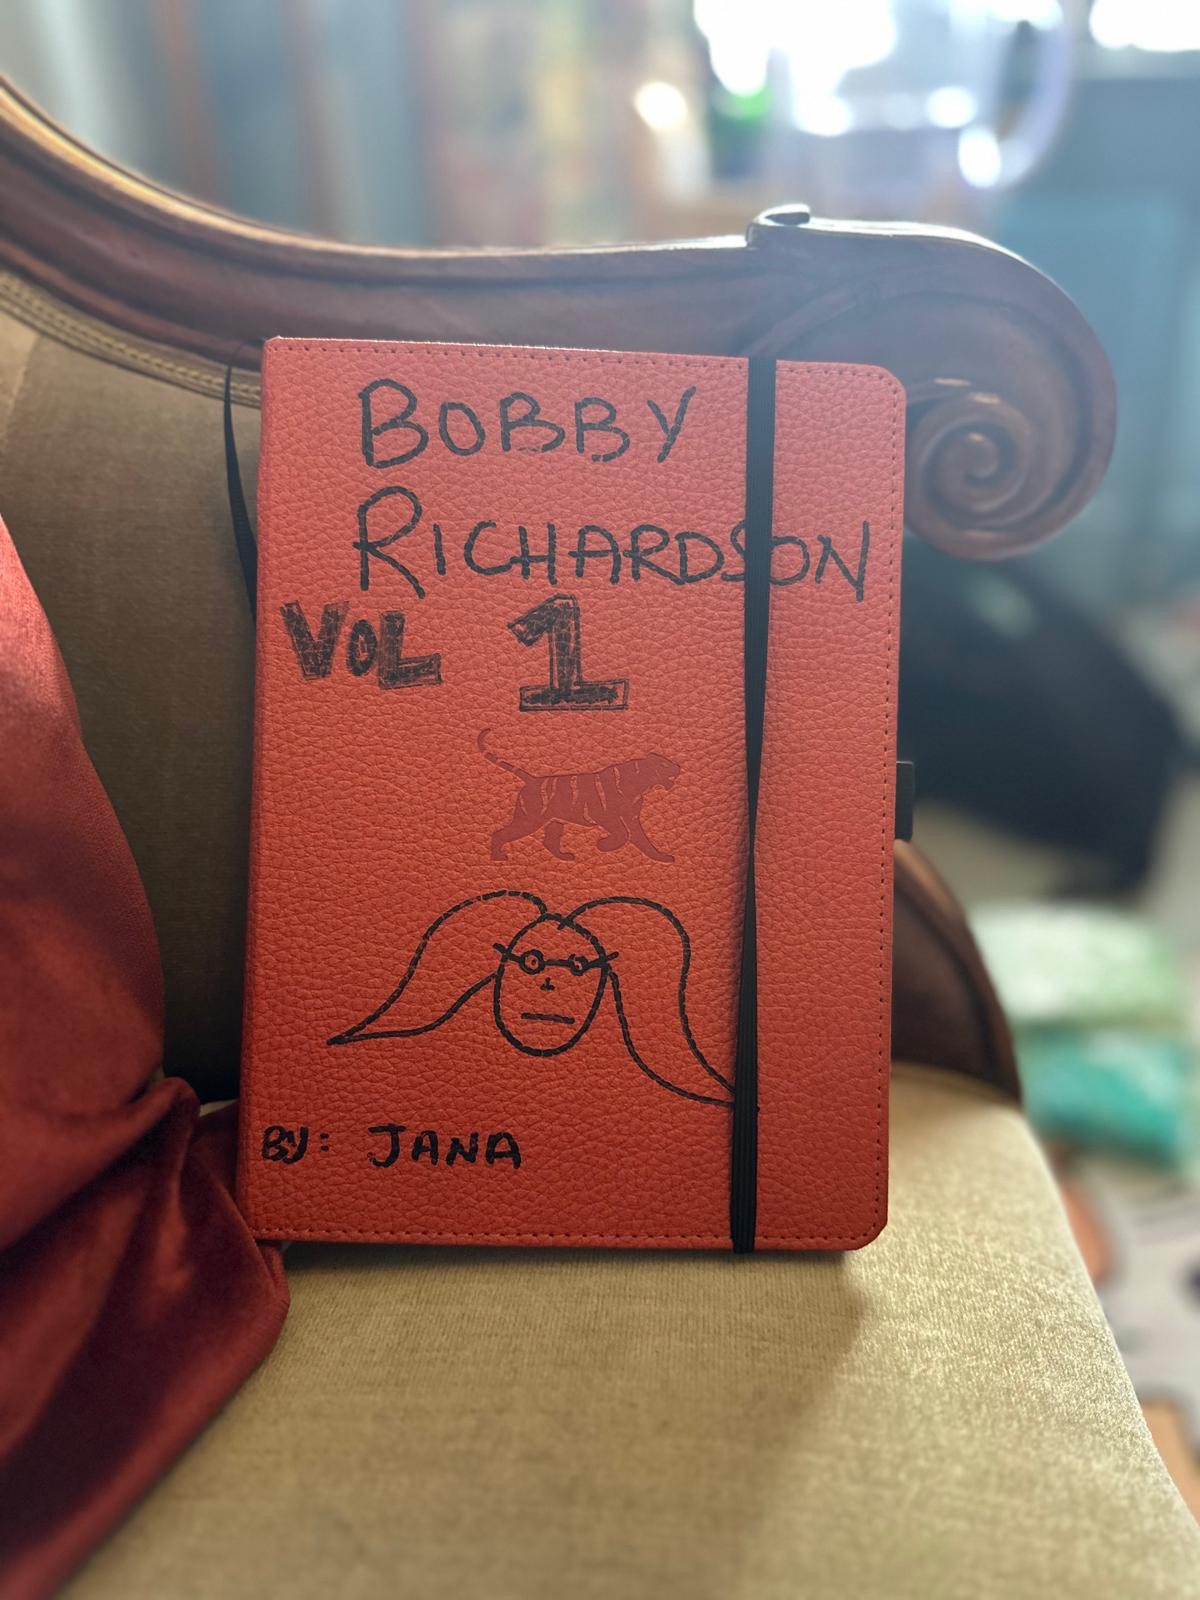 BOBBY
RICHARDSON
VOL 1
BY: JANA